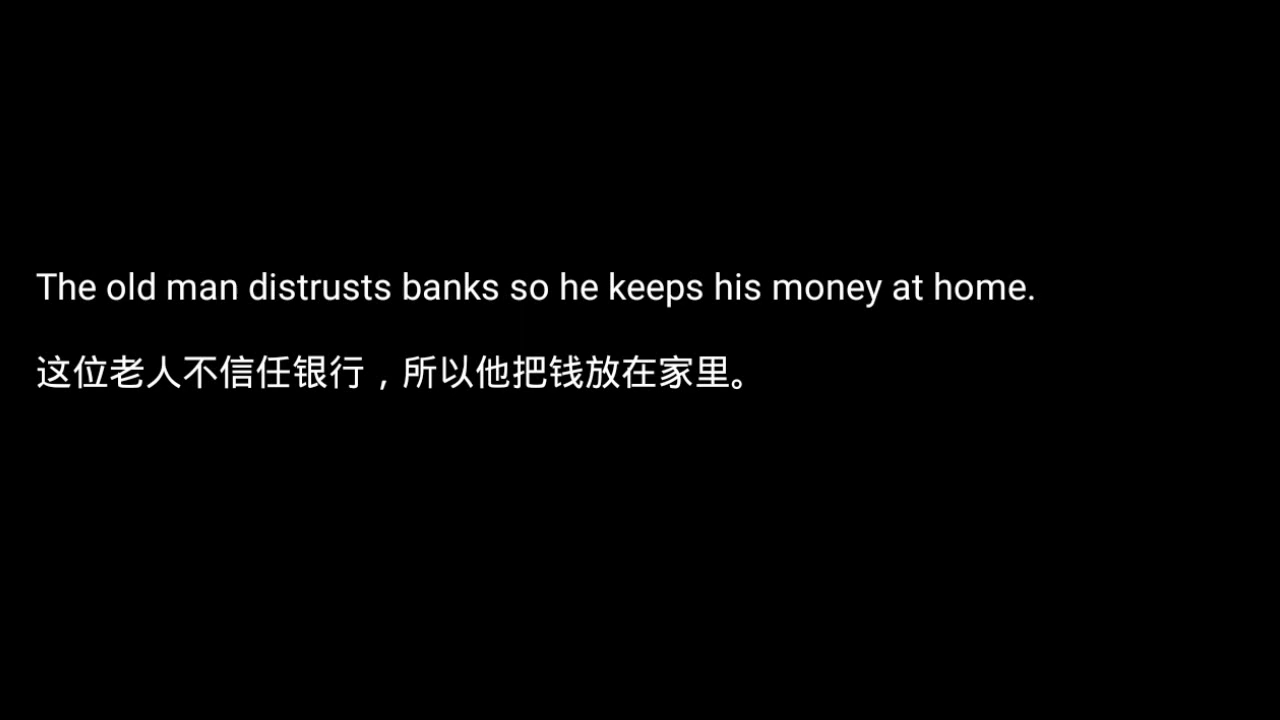 The old man distrusts banks so he keeps his money at home.
这位老人不信任银行，所以他把钱放在家里。